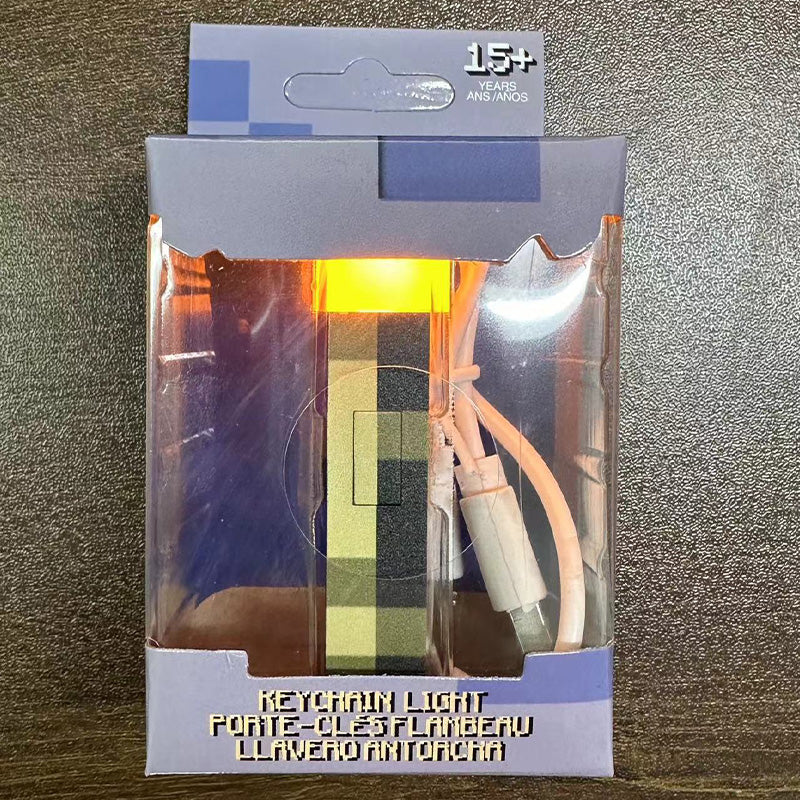 15+
YEARS
ANS/AÑOS
KEYCHAIN LIGHT
PORTE-CLÉS FLAMBEAU
LLAVERO ANTORCHA